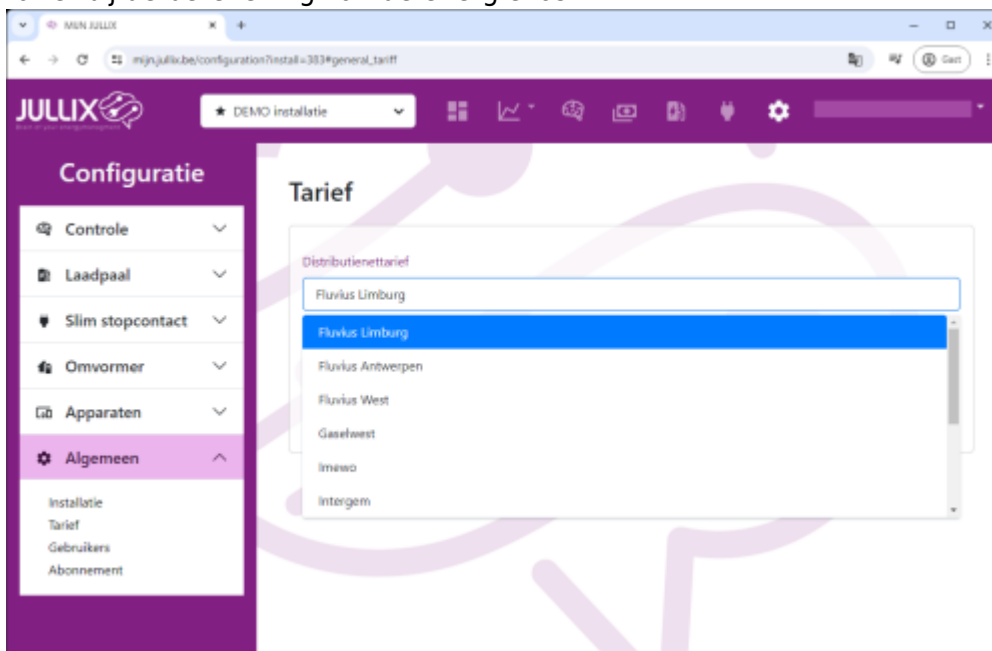 MIJN JULLIX
mijn.jullix.be/configuration?install=383#general_tariff
Gast
JULLIX
DEMO installatie
Configuratie
Controle
Laadpaal
Slim stopcontact
Omvormer
Apparaten
Algemeen
Installatie
Tarief
Gebruikers
Abonnement
Tarief
Distributienettarief
Fluvius Limburg
Fluvius Limburg
Fluvius Antwerpen
Fluvius West
Gaselwest
Imewo
Intergem